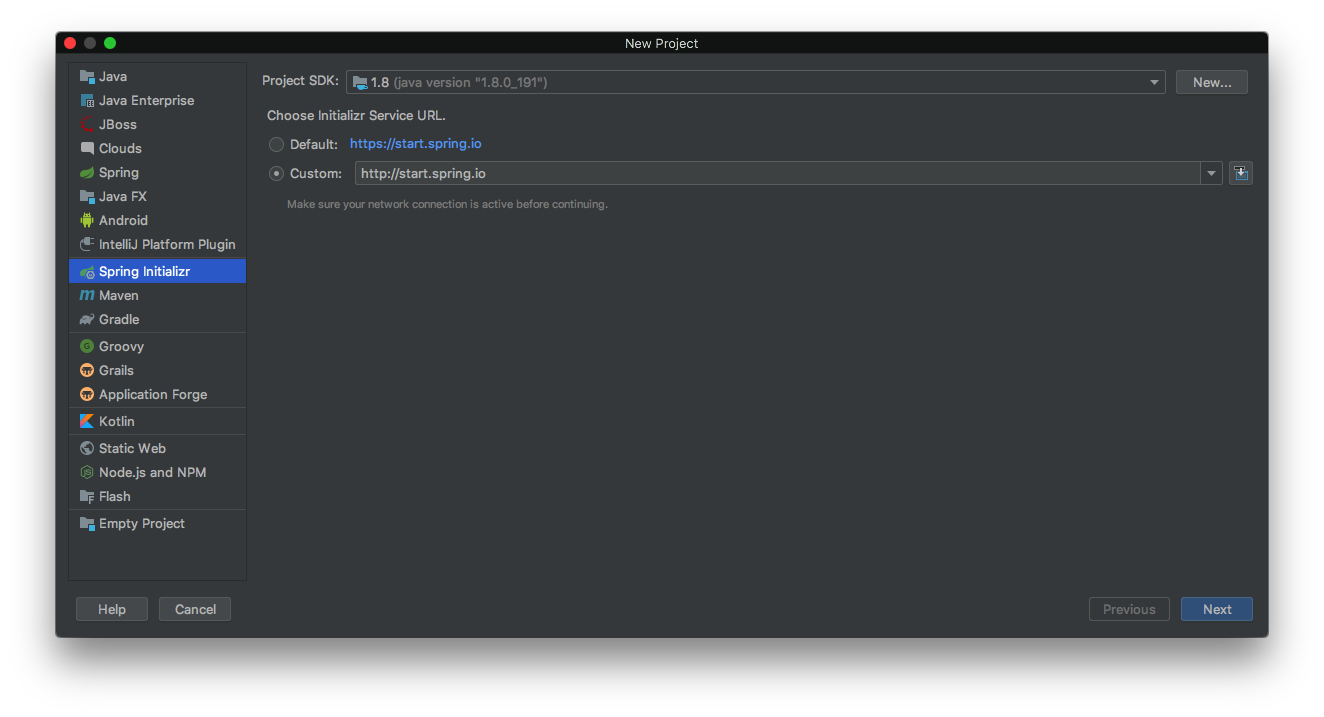 New Project
Java
Java Enterprise
JBoss
Clouds
Spring
Java FX
Android
IntelliJ Platform Plugin
Spring Initializr
Maven
Gradle
Groovy
Grails
Application Forge
Kotlin
Static Web
Node.js and NPM
Flash
Empty Project
Project SDK: 1.8 (java version "1.8.0_191") New...
Choose Initializr Service URL.
Default: https://start.spring.io
Custom: http://start.spring.io
Make sure your network connection is active before continuing.
Help Cancel Previous Next